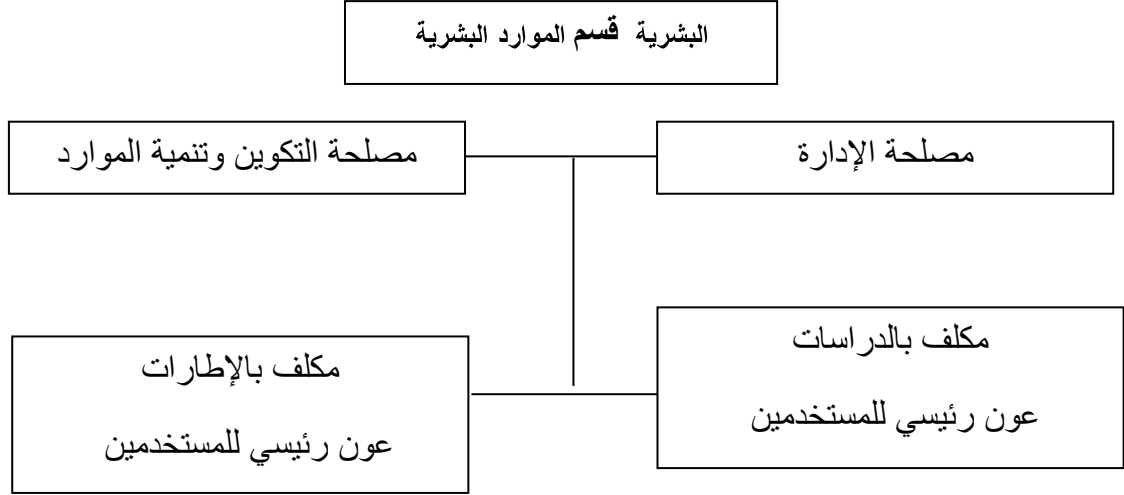 البشرية قسم الموارد البشرية
مصلحة الإدارة
مصلحة التكوين وتنمية الموارد
مكلف بالدراسات
عون رئيسي للمستخدمين
مكلف بالإطارات
عون رئيسي للمستخدمين